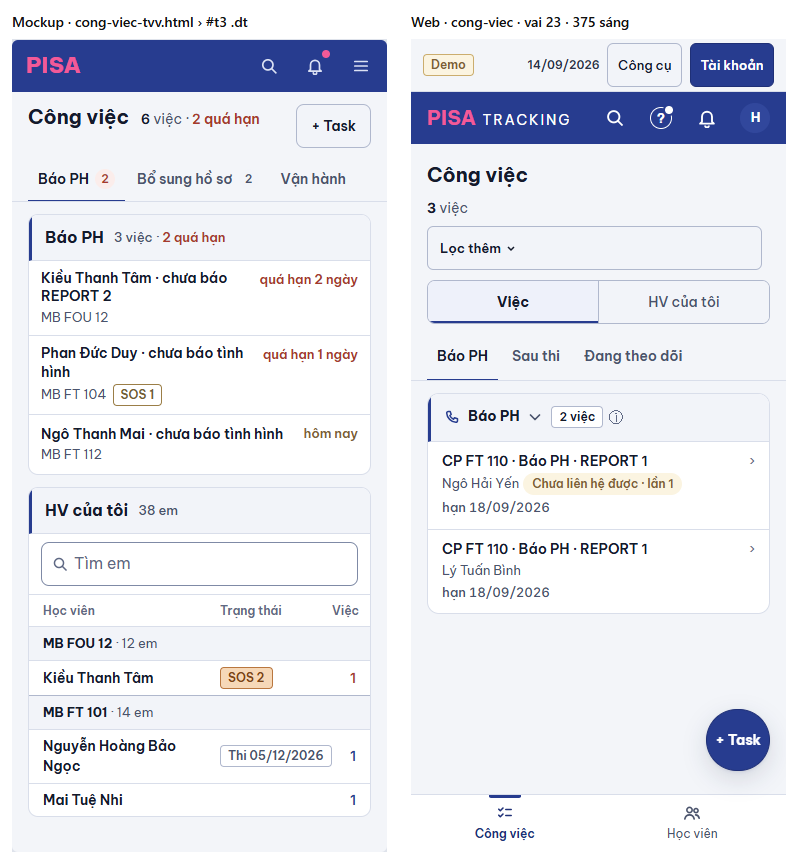 Mockup · cong-viec-tvv.html › #t3 .dt
PISA
Công việc 6 việc · 2 quá hạn
+ Task
Báo PH 2 Bổ sung hồ sơ 2 Vận hành
Báo PH 3 việc · 2 quá hạn
Kiều Thanh Tâm · chưa báo REPORT 2
quá hạn 2 ngày
MB FOU 12
Phan Đức Duy · chưa báo tình hình
quá hạn 1 ngày
MB FT 104 SOS 1
Ngô Thanh Mai · chưa báo tình hình
hôm nay
MB FT 112
HV của tôi 38 em
Tìm em
Học viên Trạng thái Việc
MB FOU 12 · 12 em
Kiều Thanh Tâm SOS 2 1
MB FT 101 · 14 em
Nguyễn Hoàng Bảo Ngọc
Thi 05/12/2026 1
Mai Tuệ Nhi 1
Web · cong-viec · vai 23 · 375 sáng
Demo 14/09/2026 Công cụ Tài khoản
PISA TRACKING ? H
Công việc
3 việc
Lọc thêm
Việc HV của tôi
Báo PH Sau thi Đang theo dõi
Báo PH 2 việc
CP FT 110 · Báo PH · REPORT 1
Ngô Hải Yến Chưa liên hệ được · lần 1
hạn 18/09/2026
CP FT 110 · Báo PH · REPORT 1
Lý Tuấn Bình
hạn 18/09/2026
+ Task
Công việc Học viên